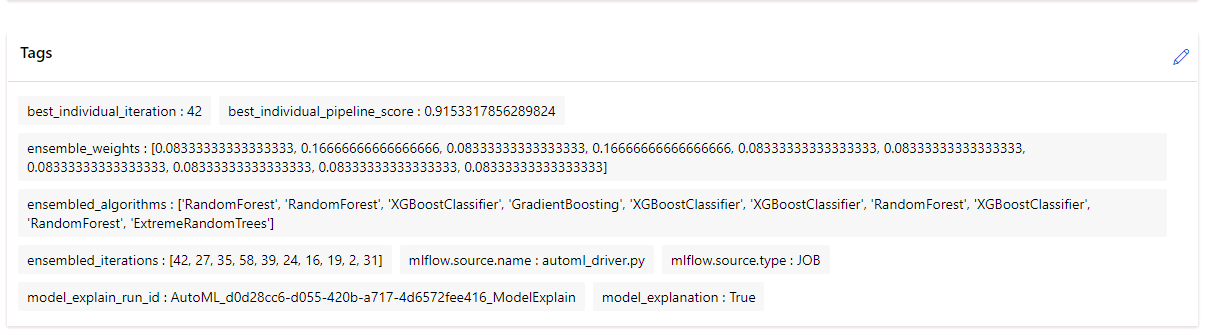 Tags
best_individual_iteration : 42 best_individual_pipeline_score : 0.9153317856289824
ensemble_weights : [0.08333333333333333, 0.16666666666666666, 0.08333333333333333, 0.16666666666666666, 0.08333333333333333, 0.08333333333333333,
0.08333333333333333, 0.08333333333333333, 0.08333333333333333, 0.08333333333333333]
ensembled_algorithms : ['RandomForest', 'RandomForest', 'XGBoostClassifier', 'GradientBoosting', 'XGBoostClassifier', 'XGBoostClassifier', 'RandomForest', 'XGBoostClassifier',
'RandomForest', 'ExtremeRandomTrees']
ensembled_iterations : [42, 27, 35, 58, 39, 24, 16, 19, 2, 31] mlflow.source.name : automl_driver.py mlflow.source.type : JOB
model_explain_run_id : AutoML_d0d28cc6-d055-420b-a717-4d6572fee416_ModelExplain model_explanation : True